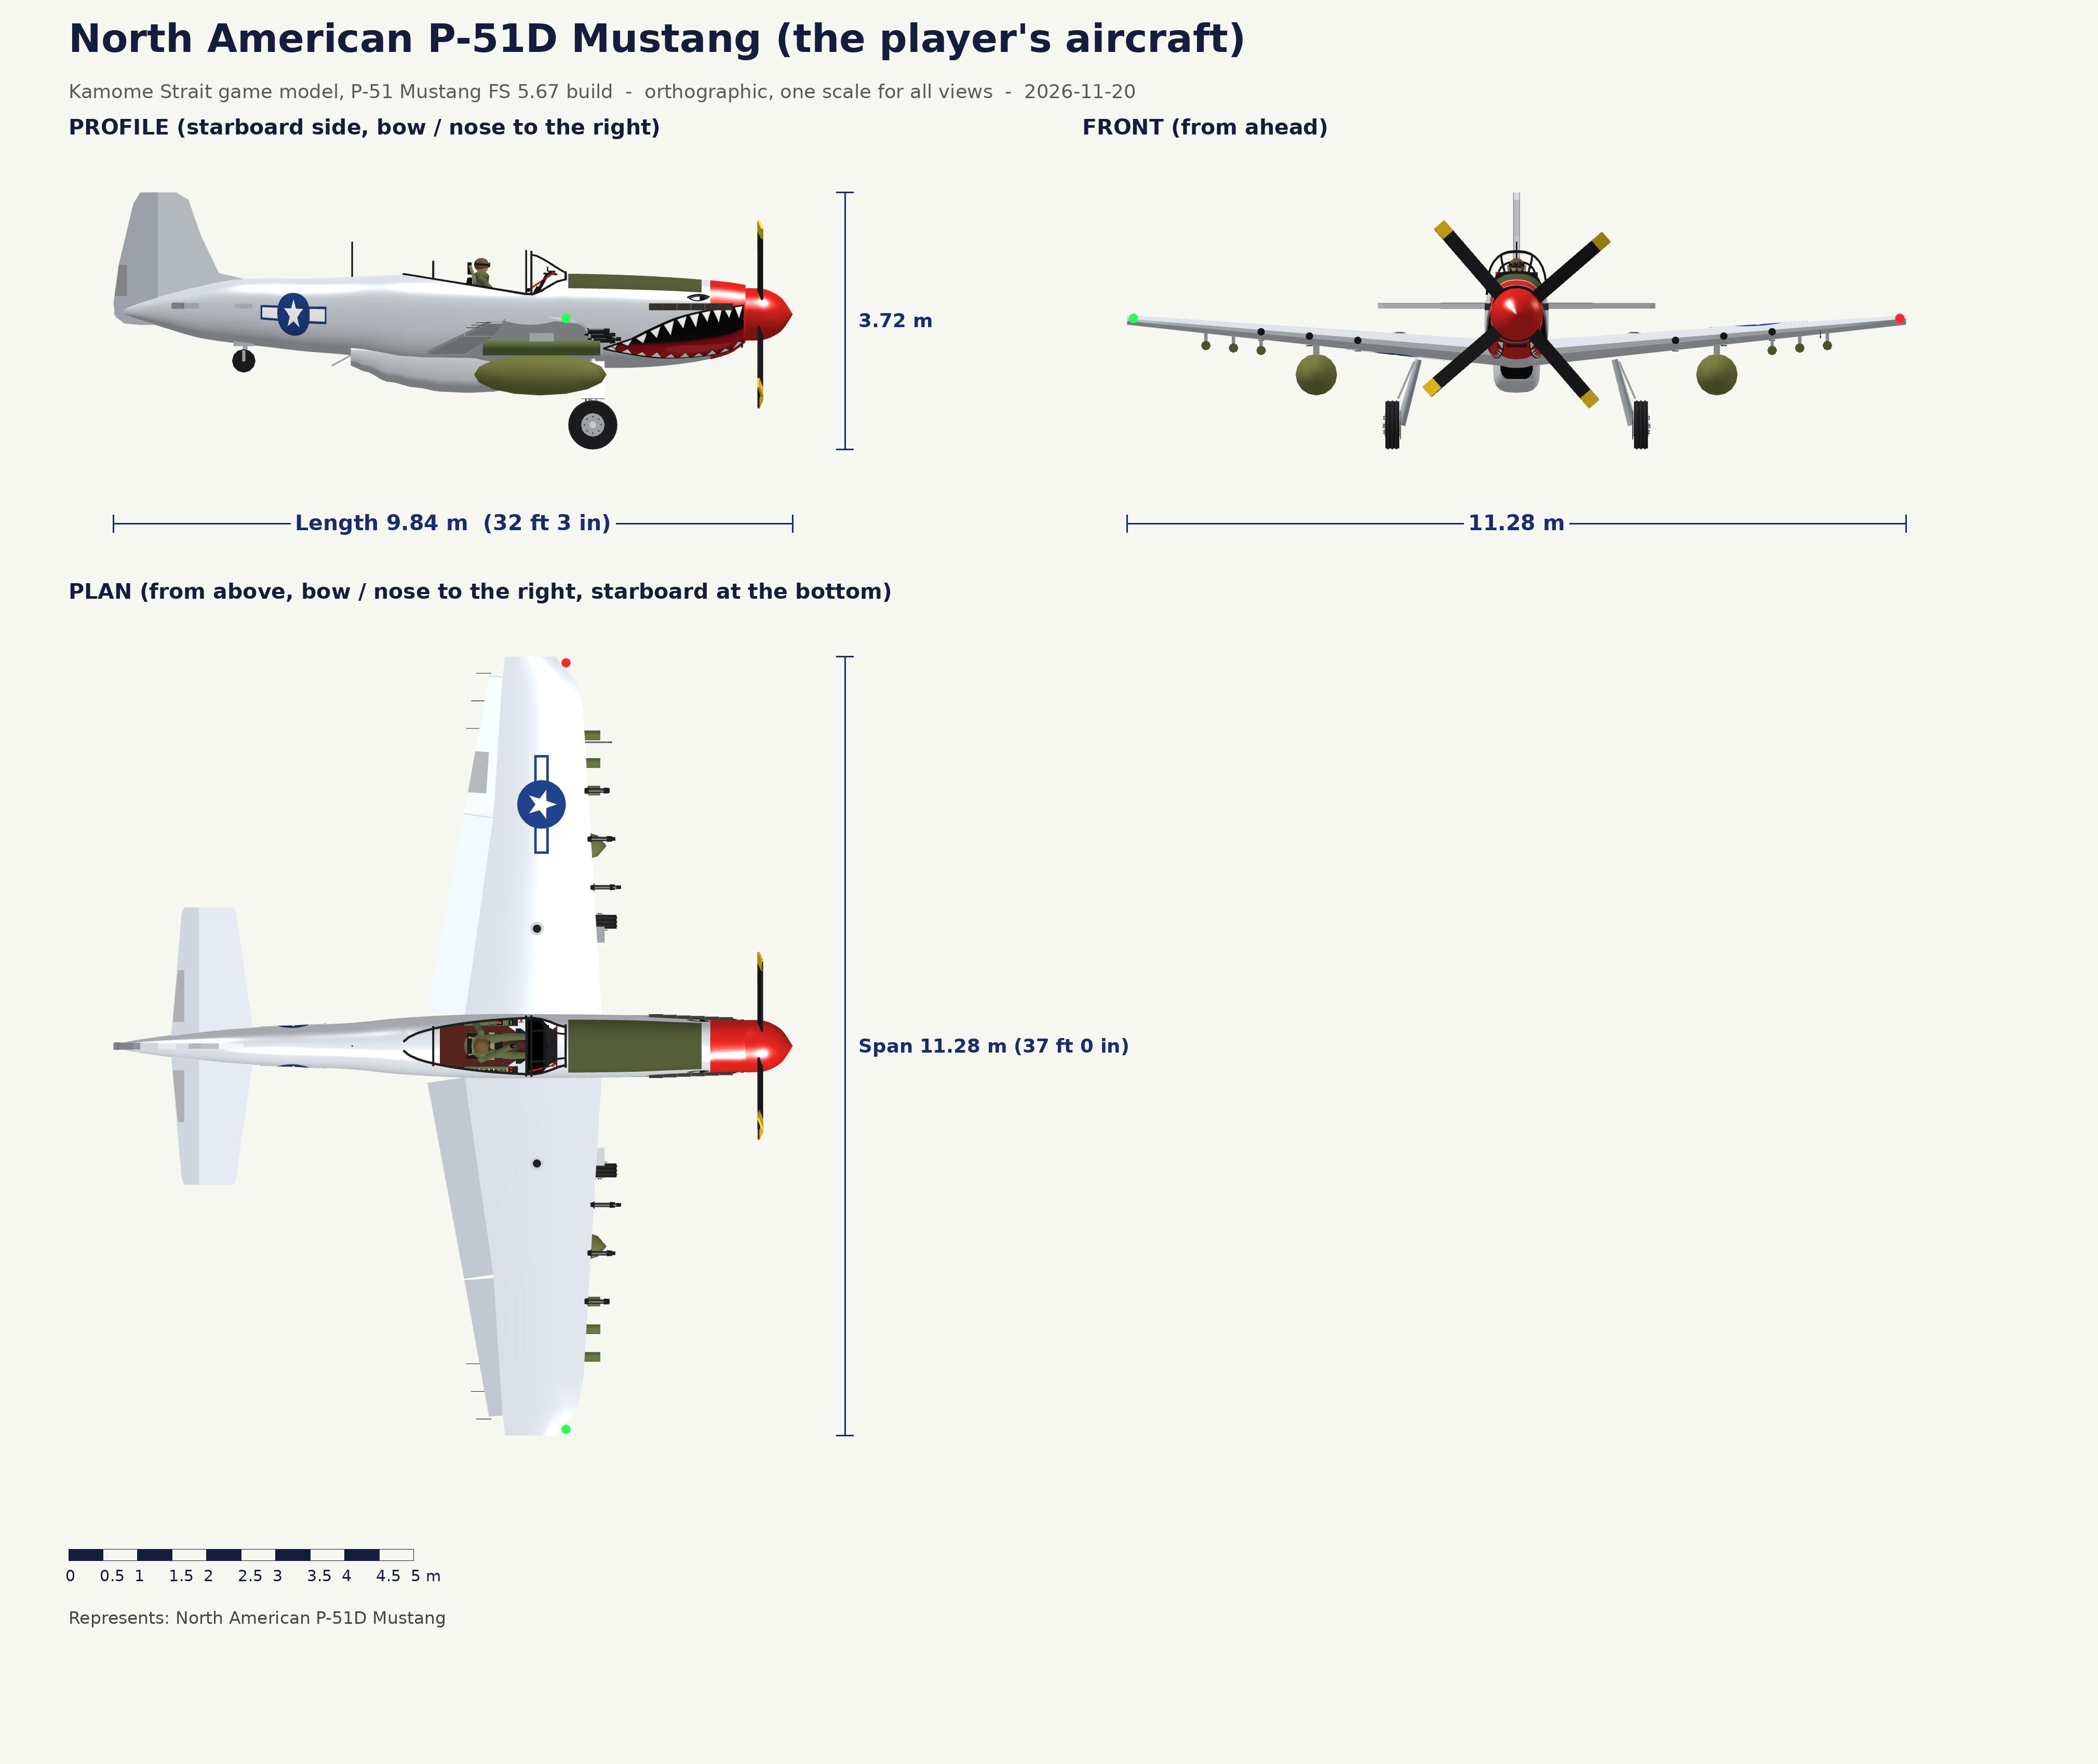 North American P-51D Mustang (the player's aircraft)
Kamome Strait game model, P-51 Mustang FS 5.67 build  -  orthographic, one scale for all views  -  2026-11-20
PROFILE (starboard side, bow / nose to the right)
FRONT (from ahead)
3.72 m
Length 9.84 m  (32 ft 3 in)
11.28 m
PLAN (from above, bow / nose to the right, starboard at the bottom)
Span 11.28 m (37 ft 0 in)
0 0.5 1 1.5 2 2.5 3 3.5 4 4.5 5 m
Represents: North American P-51D Mustang